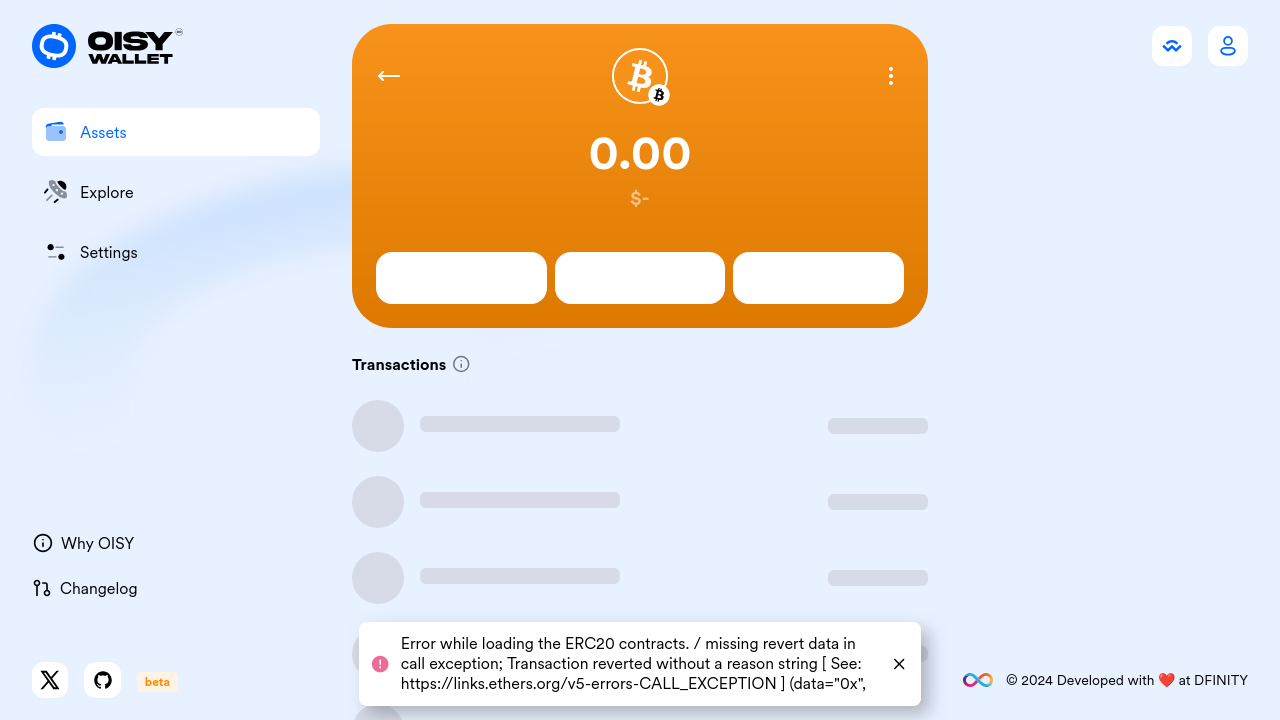 OISY
WALLET
Assets
Explore
Settings
Why OISY
Changelog
beta
0.00
$-
Transactions
Error while loading the ERC20 contracts. / missing revert data in
call exception; Transaction reverted without a reason string [ See:
https://links.ethers.org/v5-errors-CALL_EXCEPTION ] (data="0x",
© 2024 Developed with ❤️ at DFINITY